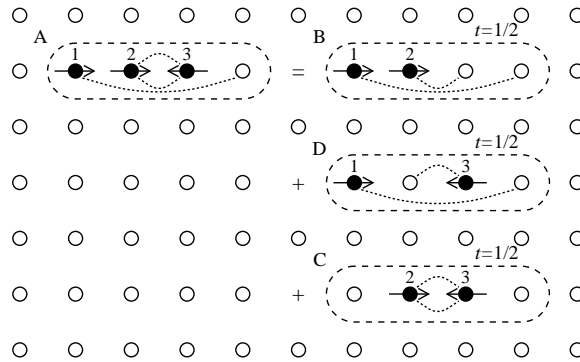 A B t=1/2
1 2 3 = 1 2
D t=1/2
+ 1 3
C t=1/2
+ 2 3